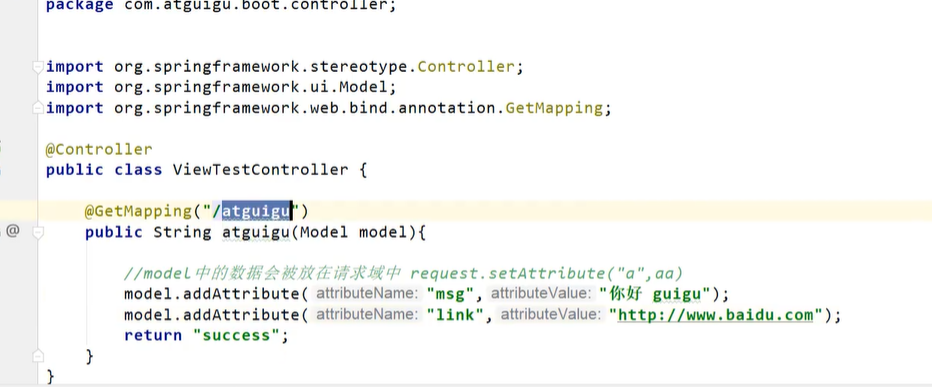 package com.atguigu.boot.controller;
import org.springframework.stereotype.Controller;
import org.springframework.ui.Model;
import org.springframework.web.bind.annotation.GetMapping;
@Controller
public class ViewTestController {
@GetMapping("/atguigu")
@ public String atguigu(Model model){
//model中的数据会被放在请求域中 request.setAttribute("a",aa)
model.addAttribute( attributeName: "msg", attributeValue: "你好 guigu");
model.addAttribute( attributeName: "link", attributeValue: "http://www.baidu.com");
return "success";
}
}